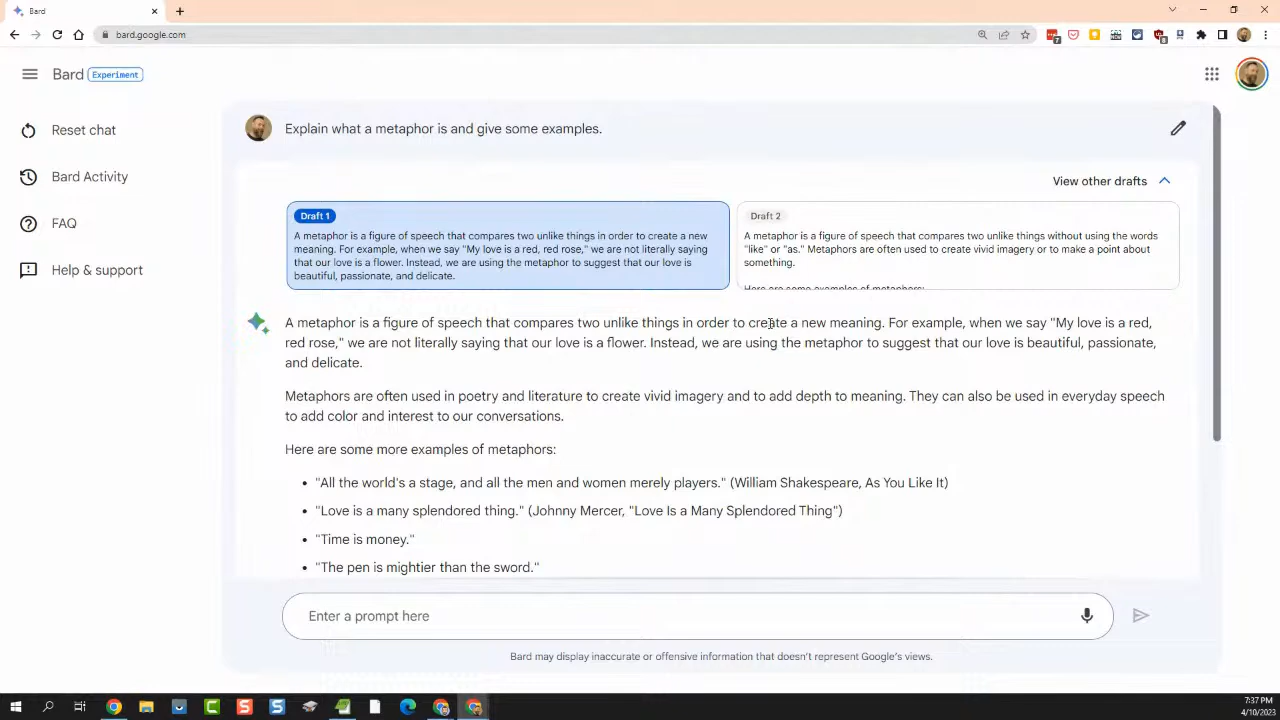 Bard
bard.google.com
7
8
Bard Experiment
Reset chat
Bard Activity
FAQ
Help & support
Explain what a metaphor is and give some examples.
View other drafts
Draft 1
A metaphor is a figure of speech that compares two unlike things in order to create a new
meaning. For example, when we say "My love is a red, red rose," we are not literally saying
that our love is a flower. Instead, we are using the metaphor to suggest that our love is
beautiful, passionate, and delicate.
Draft 2
A metaphor is a figure of speech that compares two unlike things without using the words
"like" or "as." Metaphors are often used to create vivid imagery or to make a point about
something.
Here are some examples of metaphors:
A metaphor is a figure of speech that compares two unlike things in order to create a new meaning. For example, when we say "My love is a red,
red rose," we are not literally saying that our love is a flower. Instead, we are using the metaphor to suggest that our love is beautiful, passionate,
and delicate.
Metaphors are often used in poetry and literature to create vivid imagery and to add depth to meaning. They can also be used in everyday speech
to add color and interest to our conversations.
Here are some more examples of metaphors:
• "All the world's a stage, and all the men and women merely players." (William Shakespeare, As You Like It)
• "Love is a many splendored thing." (Johnny Mercer, "Love Is a Many Splendored Thing")
• "Time is money."
• "The pen is mightier than the sword."
Enter a prompt here
Bard may display inaccurate or offensive information that doesn't represent Google's views.
7:37 PM
4/10/2023